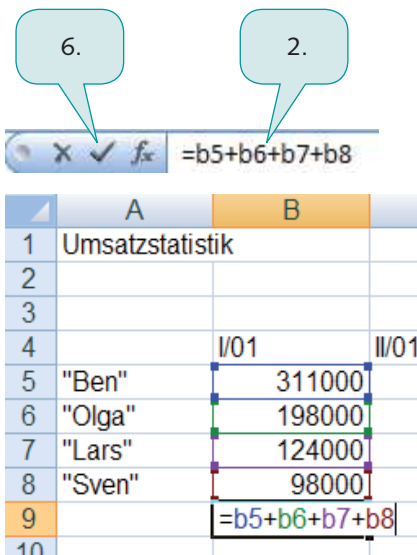 6. 2.
=b5+b6+b7+b8
A B
1 Umsatzstatistik
2
3
4 I/01 II/01
5 "Ben" 311000
6 "Olga" 198000
7 "Lars" 124000
8 "Sven" 98000
9 =b5+b6+b7+b8
10